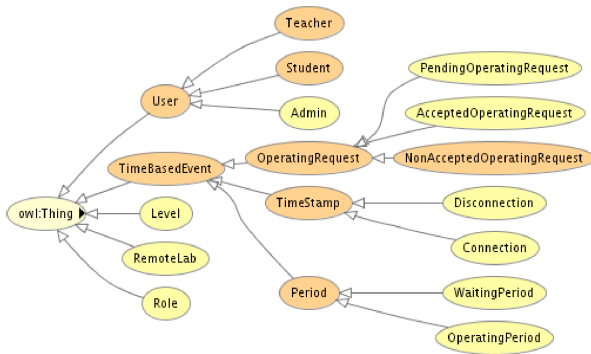 Teacher
Student
User
Admin
PendingOperatingRequest
AcceptedOperatingRequest
OperatingRequest
NonAcceptedOperatingRequest
TimeBasedEvent
TimeStamp
Disconnection
Connection
owl:Thing
Level
RemoteLab
Role
Period
WaitingPeriod
OperatingPeriod